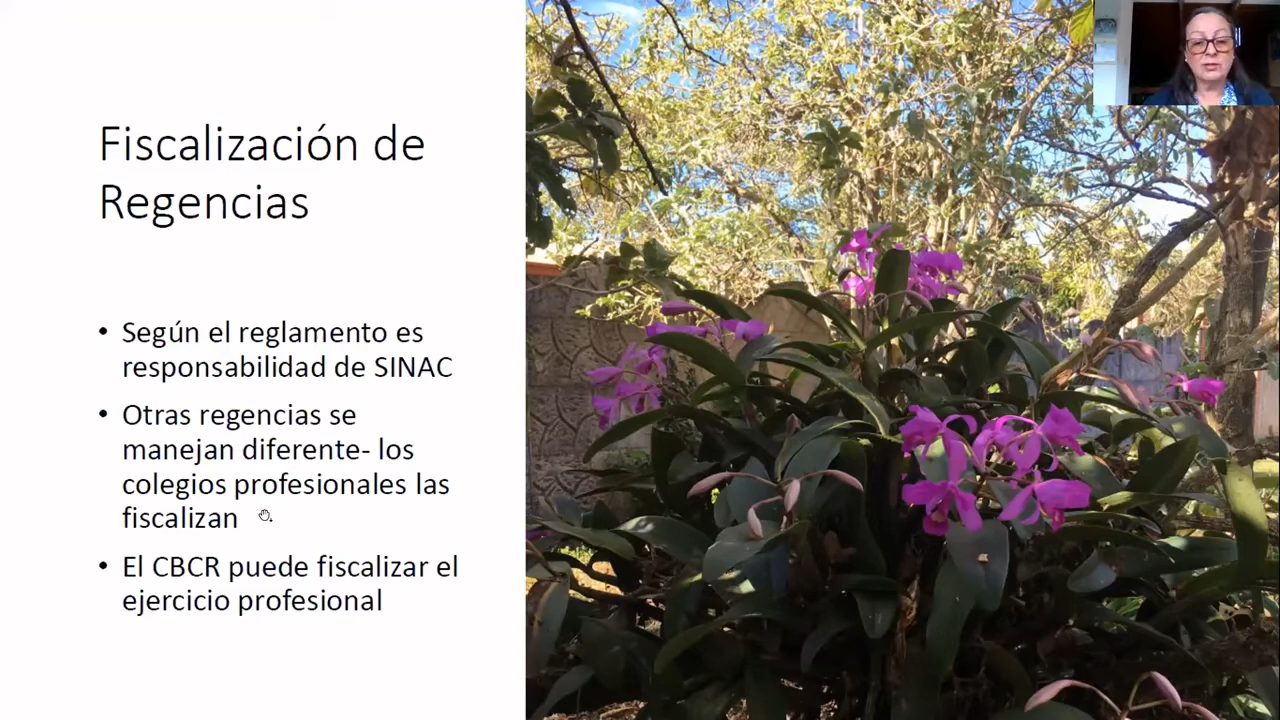 Fiscalización de
Regencias
• Según el reglamento es
responsabilidad de SINAC
• Otras regencias se
manejan diferente- los
colegios profesionales las
fiscalizan
• El CBCR puede fiscalizar el
ejercicio profesional